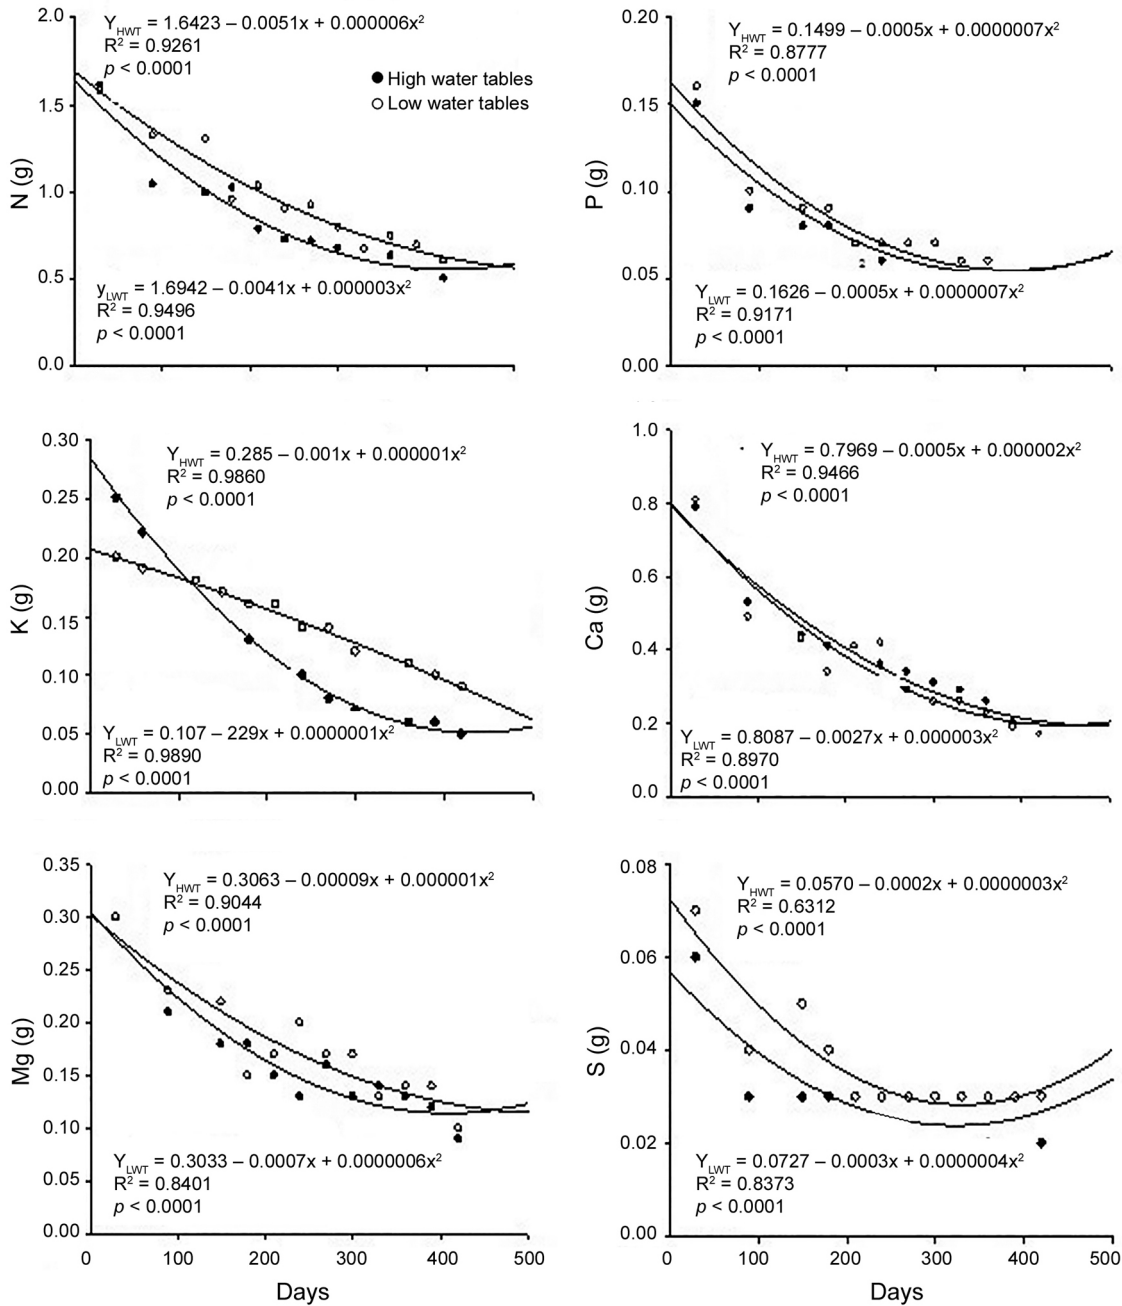 Y_HWT = 1.6423 – 0.0051x + 0.000006x²
R² = 0.9261
p < 0.0001
High water tables
Low water tables
N (g)
2.0
1.5
1.0
0.5
0.0
y_LWT = 1.6942 – 0.0041x + 0.000003x²
R² = 0.9496
p < 0.0001
Y_HWT = 0.1499 – 0.0005x + 0.0000007x²
R² = 0.8777
p < 0.0001
P (g)
0.20
0.15
0.10
0.05
0.00
Y_LWT = 0.1626 – 0.0005x + 0.0000007x²
R² = 0.9171
p < 0.0001
Y_HWT = 0.285 – 0.001x + 0.000001x²
R² = 0.9860
p < 0.0001
K (g)
0.30
0.25
0.20
0.15
0.10
0.05
0.00
Y_LWT = 0.107 – 229x + 0.0000001x²
R² = 0.9890
p < 0.0001
Y_HWT = 0.7969 – 0.0005x + 0.000002x²
R² = 0.9466
p < 0.0001
Ca (g)
1.0
0.8
0.6
0.4
0.2
0.0
Y_LWT = 0.8087 – 0.0027x + 0.000003x²
R² = 0.8970
p < 0.0001
Y_HWT = 0.3063 – 0.00009x + 0.000001x²
R² = 0.9044
p < 0.0001
Mg (g)
0.35
0.30
0.25
0.20
0.15
0.10
0.05
0.00
Y_LWT = 0.3033 – 0.0007x + 0.0000006x²
R² = 0.8401
p < 0.0001
0 100 200 300 400 500
Days
Y_HWT = 0.0570 – 0.0002x + 0.0000003x²
R² = 0.6312
p < 0.0001
S (g)
0.08
0.06
0.04
0.02
0.00
Y_LWT = 0.0727 – 0.0003x + 0.0000004x²
R² = 0.8373
p < 0.0001
0 100 200 300 400 500
Days